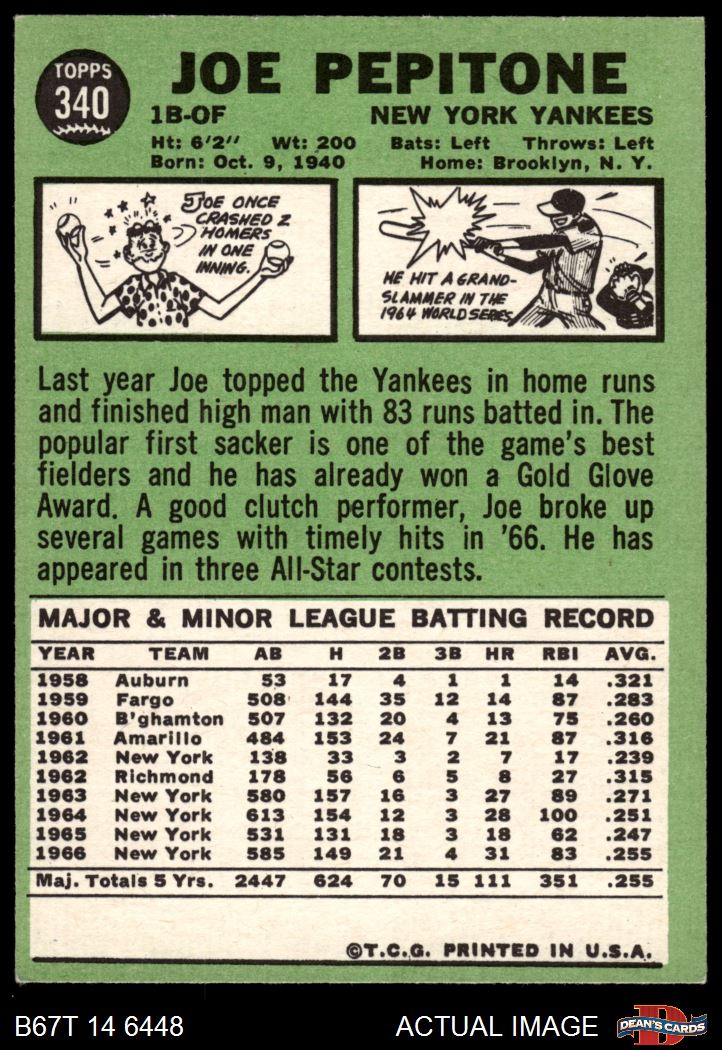 TOPPS
340
JOE PEPITONE
1B-OF NEW YORK YANKEES
Ht: 6'2" Wt: 200 Bats: Left Throws: Left
Born: Oct. 9, 1940 Home: Brooklyn, N. Y.
JOE ONCE
CRASHED 2
HOMERS
IN ONE
INNING.
HE HIT A GRAND-
SLAMMER IN THE
1964 WORLD SERIES.
Last year Joe topped the Yankees in home runs
and finished high man with 83 runs batted in. The
popular first sacker is one of the game's best
fielders and he has already won a Gold Glove
Award. A good clutch performer, Joe broke up
several games with timely hits in '66. He has
appeared in three All-Star contests.
MAJOR & MINOR LEAGUE BATTING RECORD
YEAR TEAM AB H 2B 3B HR RBI AVG.
1958 Auburn 53 17 4 1 1 14 .321
1959 Fargo 508 144 35 12 14 87 .283
1960 B'ghamton 507 132 20 4 13 75 .260
1961 Amarillo 484 153 24 7 21 87 .316
1962 New York 138 33 3 2 7 17 .239
1962 Richmond 178 56 6 5 8 27 .315
1963 New York 580 157 16 3 27 89 .271
1964 New York 613 154 12 3 28 100 .251
1965 New York 531 131 18 3 18 62 .247
1966 New York 585 149 21 4 31 83 .255
Maj. Totals 5 Yrs. 2447 624 70 15 111 351 .255
©T.C.G. PRINTED IN U.S.A.
B67T 14 6448 ACTUAL IMAGE
D
DEAN'S CARDS